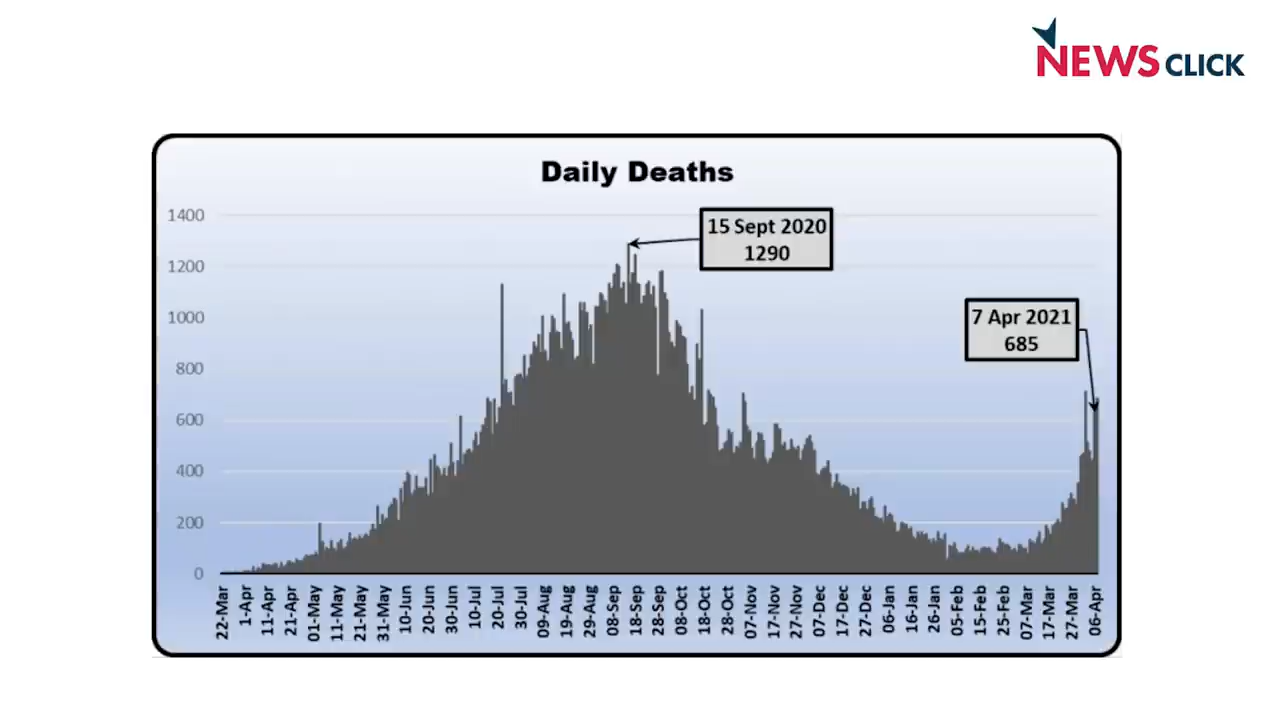 NEWS CLICK
Daily Deaths
1400
1200
1000
800
600
400
200
0
15 Sept 2020
1290
7 Apr 2021
685
22-Mar
1-Apr
11-Apr
21-Apr
01-May
11-May
21-May
31-May
10-Jun
20-Jun
30-Jun
10-Jul
20-Jul
30-Jul
09-Aug
19-Aug
29-Aug
08-Sep
18-Sep
28-Sep
08-Oct
18-Oct
28-Oct
07-Nov
17-Nov
27-Nov
07-Dec
17-Dec
27-Dec
06-Jan
16-Jan
26-Jan
05-Feb
15-Feb
25-Feb
07-Mar
17-Mar
27-Mar
06-Apr